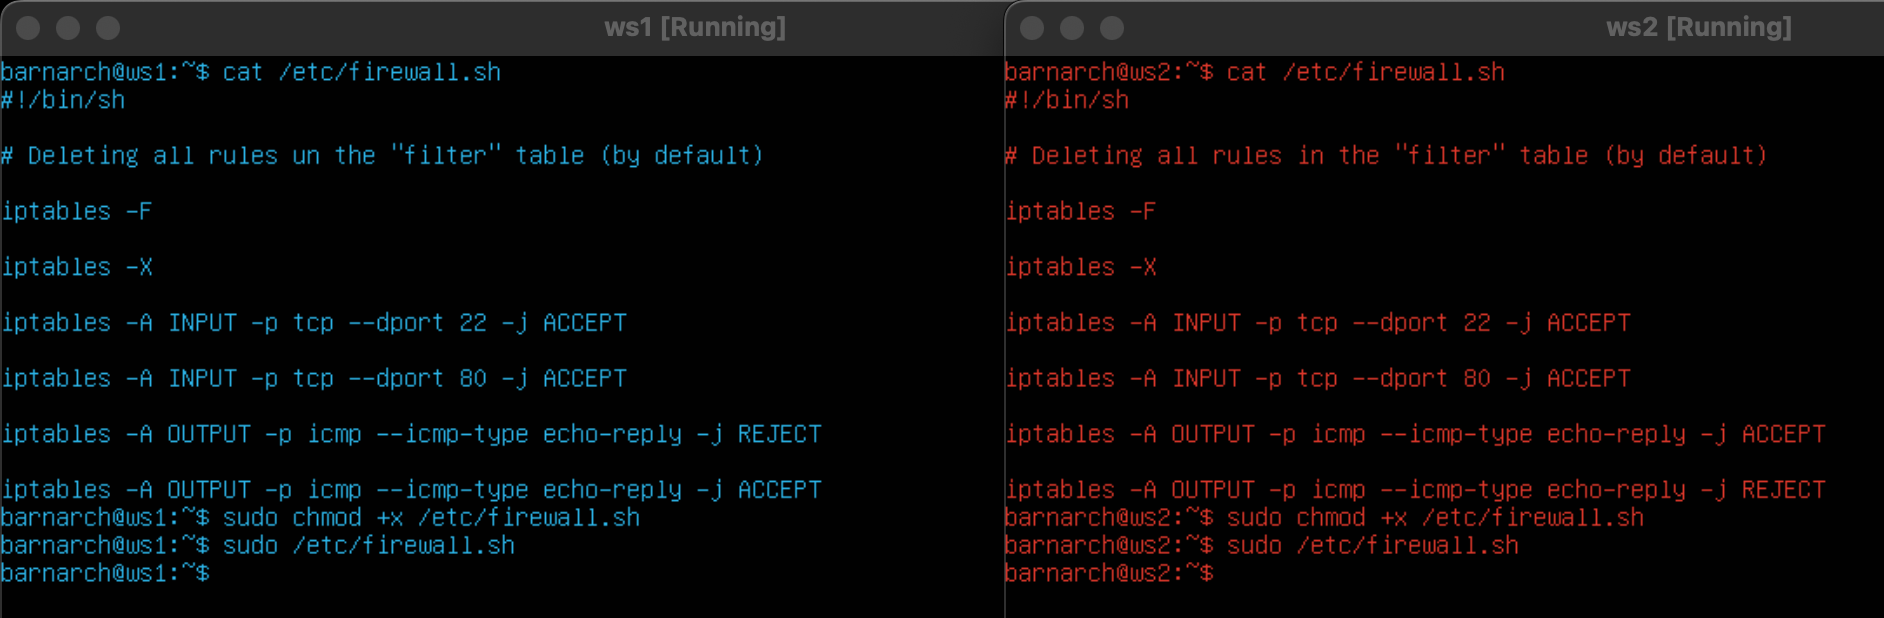 ws1 [Running]
barnarch@ws1:~$ cat /etc/firewall.sh
#!/bin/sh
# Deleting all rules un the "filter" table (by default)
iptables -F
iptables -X
iptables -A INPUT -p tcp --dport 22 -j ACCEPT
iptables -A INPUT -p tcp --dport 80 -j ACCEPT
iptables -A OUTPUT -p icmp --icmp-type echo-reply -j REJECT
iptables -A OUTPUT -p icmp --icmp-type echo-reply -j ACCEPT
barnarch@ws1:~$ sudo chmod +x /etc/firewall.sh
barnarch@ws1:~$ sudo /etc/firewall.sh
barnarch@ws1:~$
ws2 [Running]
barnarch@ws2:~$ cat /etc/firewall.sh
#!/bin/sh
# Deleting all rules in the "filter" table (by default)
iptables -F
iptables -X
iptables -A INPUT -p tcp --dport 22 -j ACCEPT
iptables -A INPUT -p tcp --dport 80 -j ACCEPT
iptables -A OUTPUT -p icmp --icmp-type echo-reply -j ACCEPT
iptables -A OUTPUT -p icmp --icmp-type echo-reply -j REJECT
barnarch@ws2:~$ sudo chmod +x /etc/firewall.sh
barnarch@ws2:~$ sudo /etc/firewall.sh
barnarch@ws2:~$